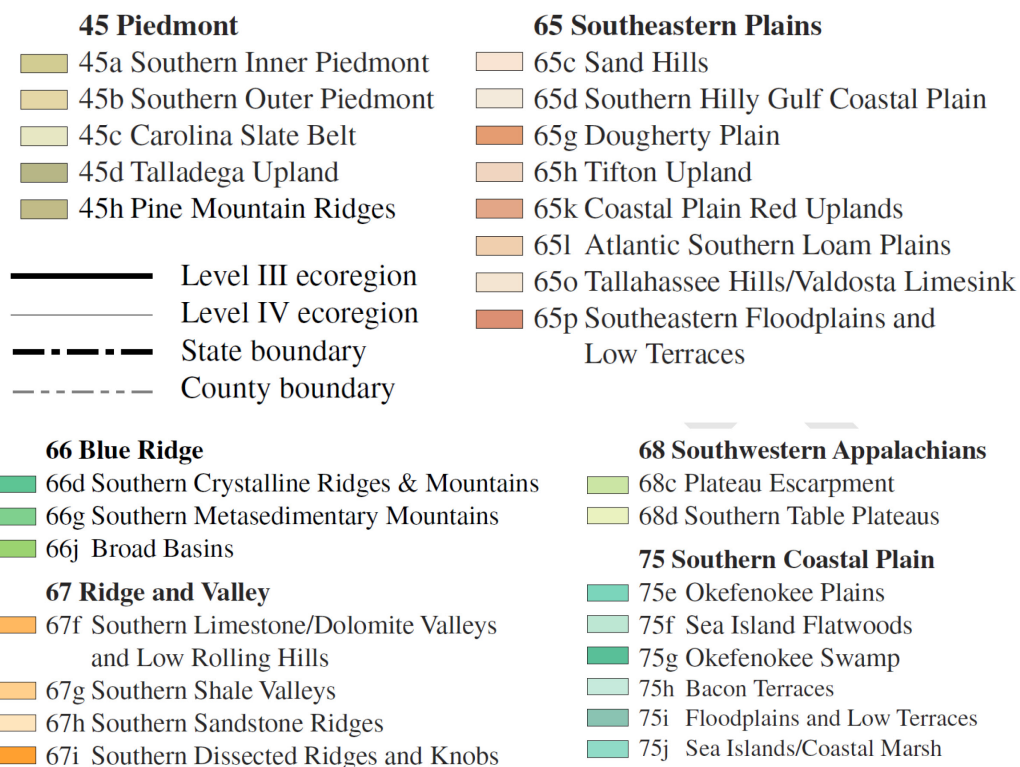 45 Piedmont
45a Southern Inner Piedmont
45b Southern Outer Piedmont
45c Carolina Slate Belt
45d Talladega Upland
45h Pine Mountain Ridges
Level III ecoregion
Level IV ecoregion
State boundary
County boundary
65 Southeastern Plains
65c Sand Hills
65d Southern Hilly Gulf Coastal Plain
65g Dougherty Plain
65h Tifton Upland
65k Coastal Plain Red Uplands
65l Atlantic Southern Loam Plains
65o Tallahassee Hills/Valdosta Limesink
65p Southeastern Floodplains and
Low Terraces
66 Blue Ridge
66d Southern Crystalline Ridges & Mountains
66g Southern Metasedimentary Mountains
66j Broad Basins
67 Ridge and Valley
67f Southern Limestone/Dolomite Valleys
and Low Rolling Hills
67g Southern Shale Valleys
67h Southern Sandstone Ridges
67i Southern Dissected Ridges and Knobs
68 Southwestern Appalachians
68c Plateau Escarpment
68d Southern Table Plateaus
75 Southern Coastal Plain
75e Okefenokee Plains
75f Sea Island Flatwoods
75g Okefenokee Swamp
75h Bacon Terraces
75i Floodplains and Low Terraces
75j Sea Islands/Coastal Marsh